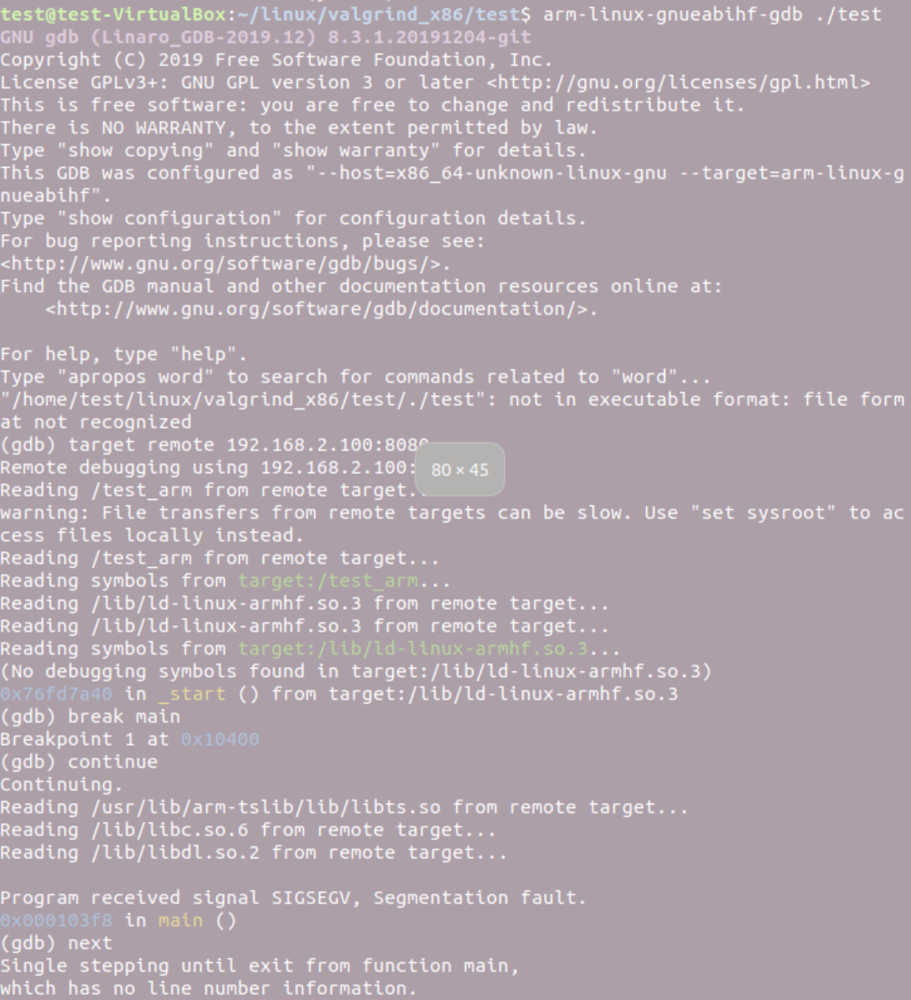 test@test-VirtualBox:~/linux/valgrind_x86/test$ arm-linux-gnueabihf-gdb ./test
GNU gdb (Linaro_GDB-2019.12) 8.3.1.20191204-git
Copyright (C) 2019 Free Software Foundation, Inc.
License GPLv3+: GNU GPL version 3 or later <http://gnu.org/licenses/gpl.html>
This is free software: you are free to change and redistribute it.
There is NO WARRANTY, to the extent permitted by law.
Type "show copying" and "show warranty" for details.
This GDB was configured as "--host=x86_64-unknown-linux-gnu --target=arm-linux-g
nueabihf".
Type "show configuration" for configuration details.
For bug reporting instructions, please see:
<http://www.gnu.org/software/gdb/bugs/>.
Find the GDB manual and other documentation resources online at:
    <http://www.gnu.org/software/gdb/documentation/>.

For help, type "help".
Type "apropos word" to search for commands related to "word"...
"/home/test/linux/valgrind_x86/test/./test": not in executable format: file form
at not recognized
(gdb) target remote 192.168.2.100:8080
Remote debugging using 192.168.2.100:
80 × 45
Reading /test_arm from remote target..
warning: File transfers from remote targets can be slow. Use "set sysroot" to ac
cess files locally instead.
Reading /test_arm from remote target...
Reading symbols from target:/test_arm...
Reading /lib/ld-linux-armhf.so.3 from remote target...
Reading /lib/ld-linux-armhf.so.3 from remote target...
Reading symbols from target:/lib/ld-linux-armhf.so.3...
(No debugging symbols found in target:/lib/ld-linux-armhf.so.3)
0x76fd7a40 in _start () from target:/lib/ld-linux-armhf.so.3
(gdb) break main
Breakpoint 1 at 0x10400
(gdb) continue
Continuing.
Reading /usr/lib/arm-tslib/lib/libts.so from remote target...
Reading /lib/libc.so.6 from remote target...
Reading /lib/libdl.so.2 from remote target...

Program received signal SIGSEGV, Segmentation fault.
0x000103f8 in main ()
(gdb) next
Single stepping until exit from function main,
which has no line number information.